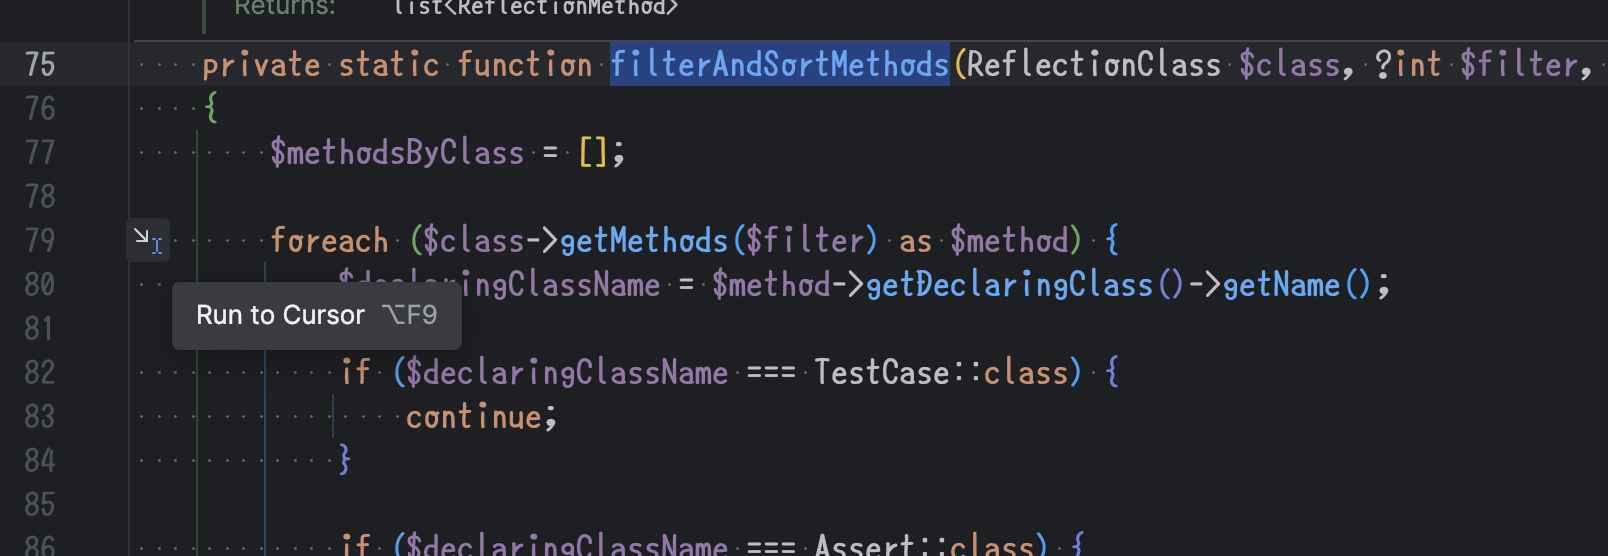 Returns: list<ReflectionMethod>
75 private static function filterAndSortMethods(ReflectionClass $class, ?int $filter,
76 {
77 $methodsByClass = [];
78
79 foreach ($class->getMethods($filter) as $method) {
80 $declaringClassName = $method->getDeclaringClass()->getName();
Run to Cursor ⌥F9
81
82 if ($declaringClassName === TestCase::class) {
83 continue;
84 }
85
86 if ($declaringClassName === Assert::class) {